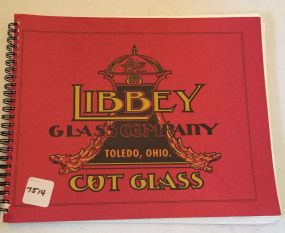 LIBBEY
GLASS COMPANY
TOLEDO, OHIO.
CUT GLASS
7514